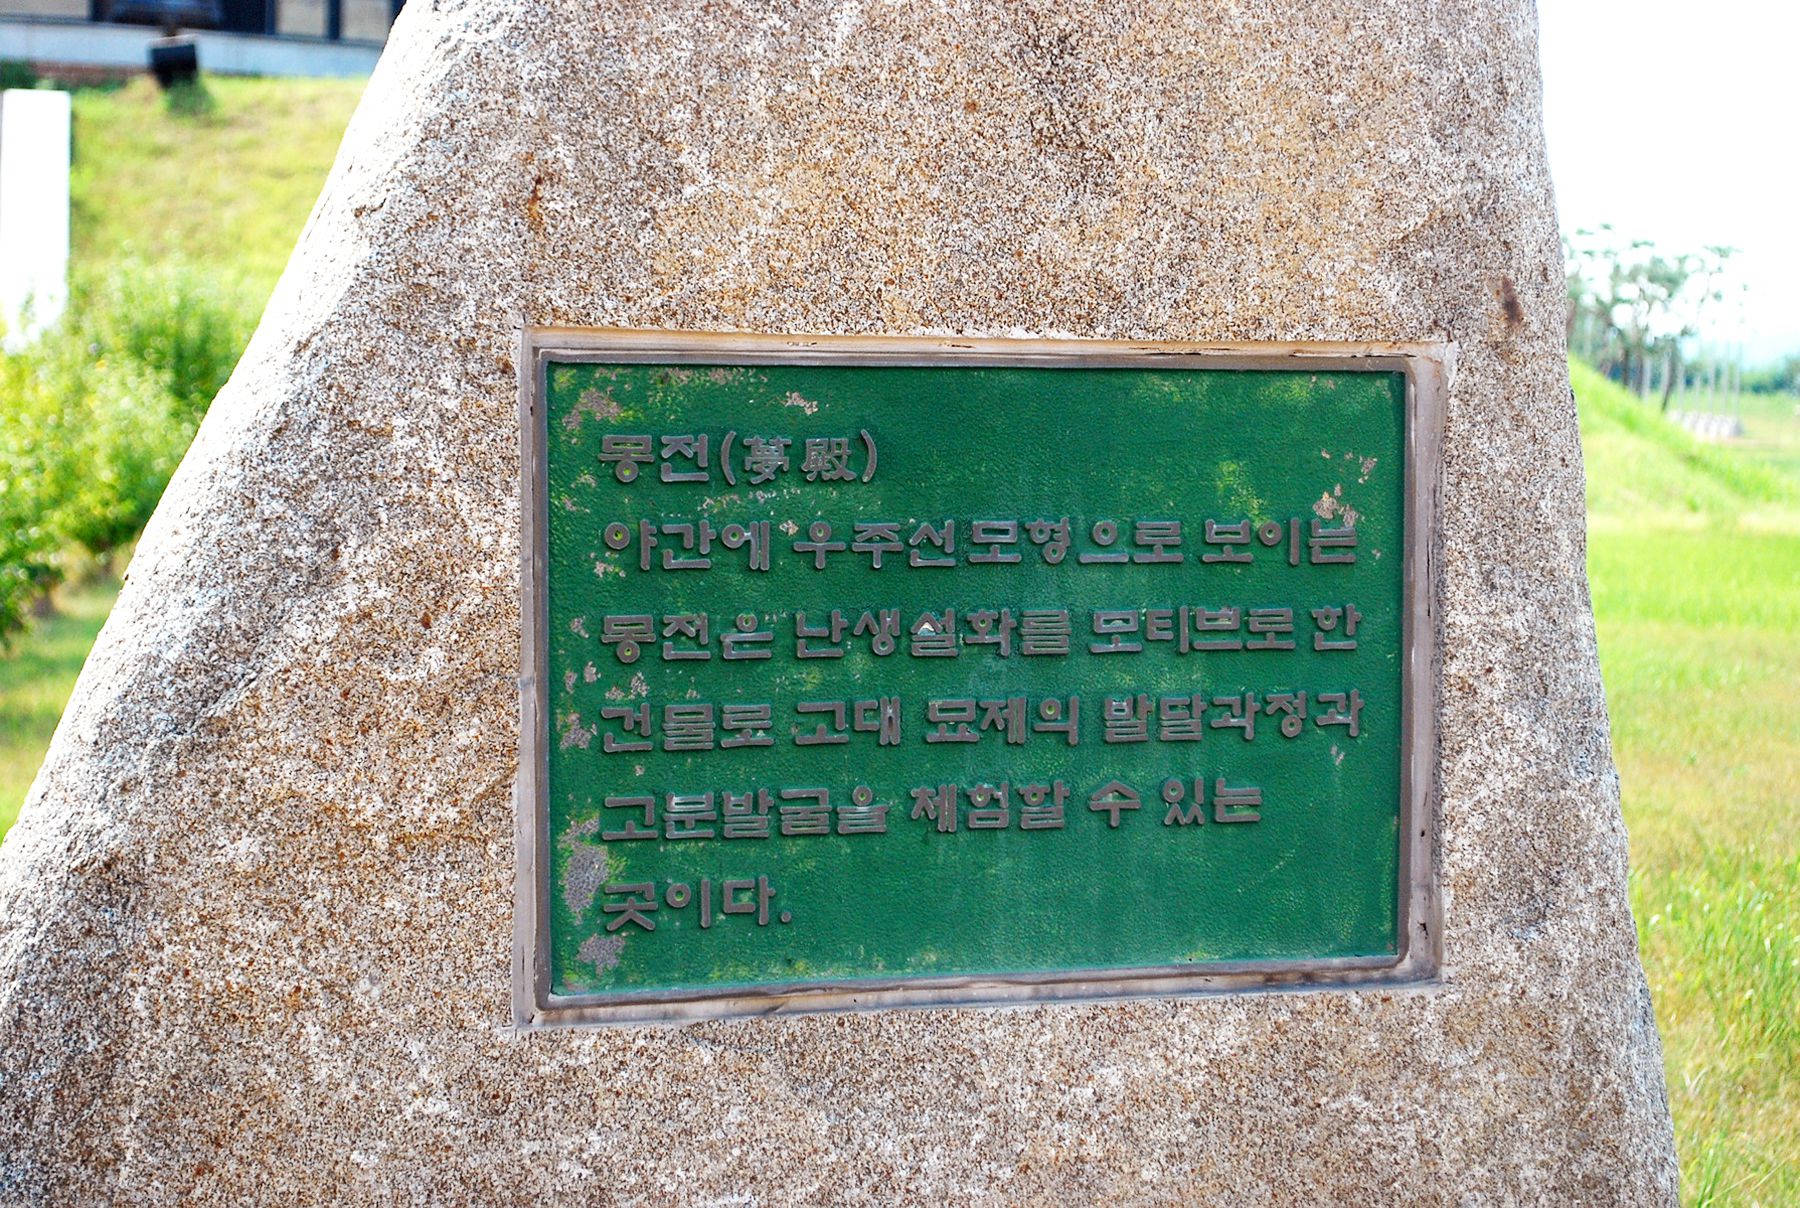 몽전(夢殿)
야간에 우주선모형으로 보이는
몽전은 난생설화를 모티브로 한
건물로 고대 묘제의 발달과정과
고분발굴을 체험할 수 있는
곳이다.